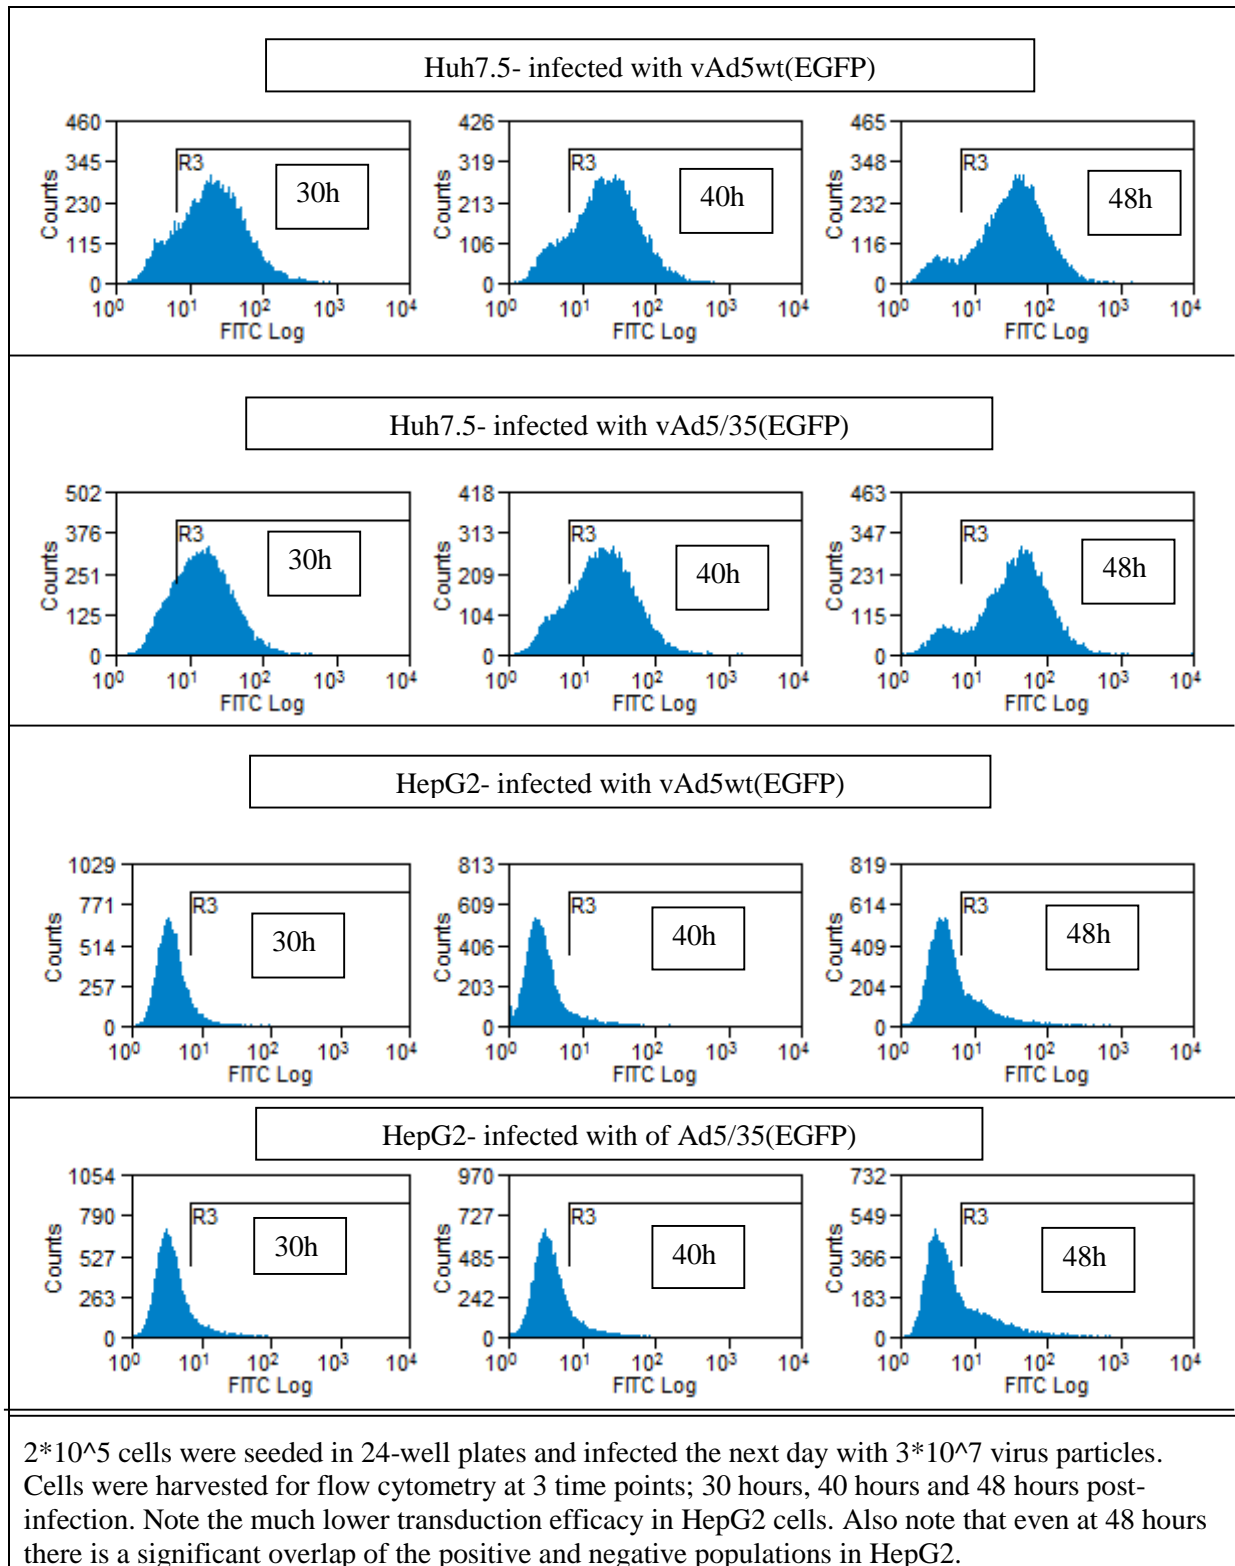 Huh7.5- infected with vAd5wt(EGFP)
460
345
230
115
0
Counts
R3
30h
10⁰ 10¹ 10² 10³ 10⁴
FITC Log
426
319
213
106
0
Counts
R3
40h
10⁰ 10¹ 10² 10³ 10⁴
FITC Log
465
348
232
116
0
Counts
R3
48h
10⁰ 10¹ 10² 10³ 10⁴
FITC Log
Huh7.5- infected with vAd5/35(EGFP)
502
376
251
125
0
Counts
R3
30h
10⁰ 10¹ 10² 10³ 10⁴
FITC Log
418
313
209
104
0
Counts
R3
40h
10⁰ 10¹ 10² 10³ 10⁴
FITC Log
463
347
231
115
0
Counts
R3
48h
10⁰ 10¹ 10² 10³ 10⁴
FITC Log
HepG2- infected with vAd5wt(EGFP)
1029
771
514
257
0
Counts
R3
30h
10⁰ 10¹ 10² 10³ 10⁴
FITC Log
813
609
406
203
0
Counts
R3
40h
10⁰ 10¹ 10² 10³ 10⁴
FITC Log
819
614
409
204
0
Counts
R3
48h
10⁰ 10¹ 10² 10³ 10⁴
FITC Log
HepG2- infected with of Ad5/35(EGFP)
1054
790
527
263
0
Counts
R3
30h
10⁰ 10¹ 10² 10³ 10⁴
FITC Log
970
727
485
242
0
Counts
R3
40h
10⁰ 10¹ 10² 10³ 10⁴
FITC Log
732
549
366
183
0
Counts
R3
48h
10⁰ 10¹ 10² 10³ 10⁴
FITC Log
2*10^5 cells were seeded in 24-well plates and infected the next day with 3*10^7 virus particles.
Cells were harvested for flow cytometry at 3 time points; 30 hours, 40 hours and 48 hours post-
infection. Note the much lower transduction efficacy in HepG2 cells. Also note that even at 48 hours
there is a significant overlap of the positive and negative populations in HepG2.